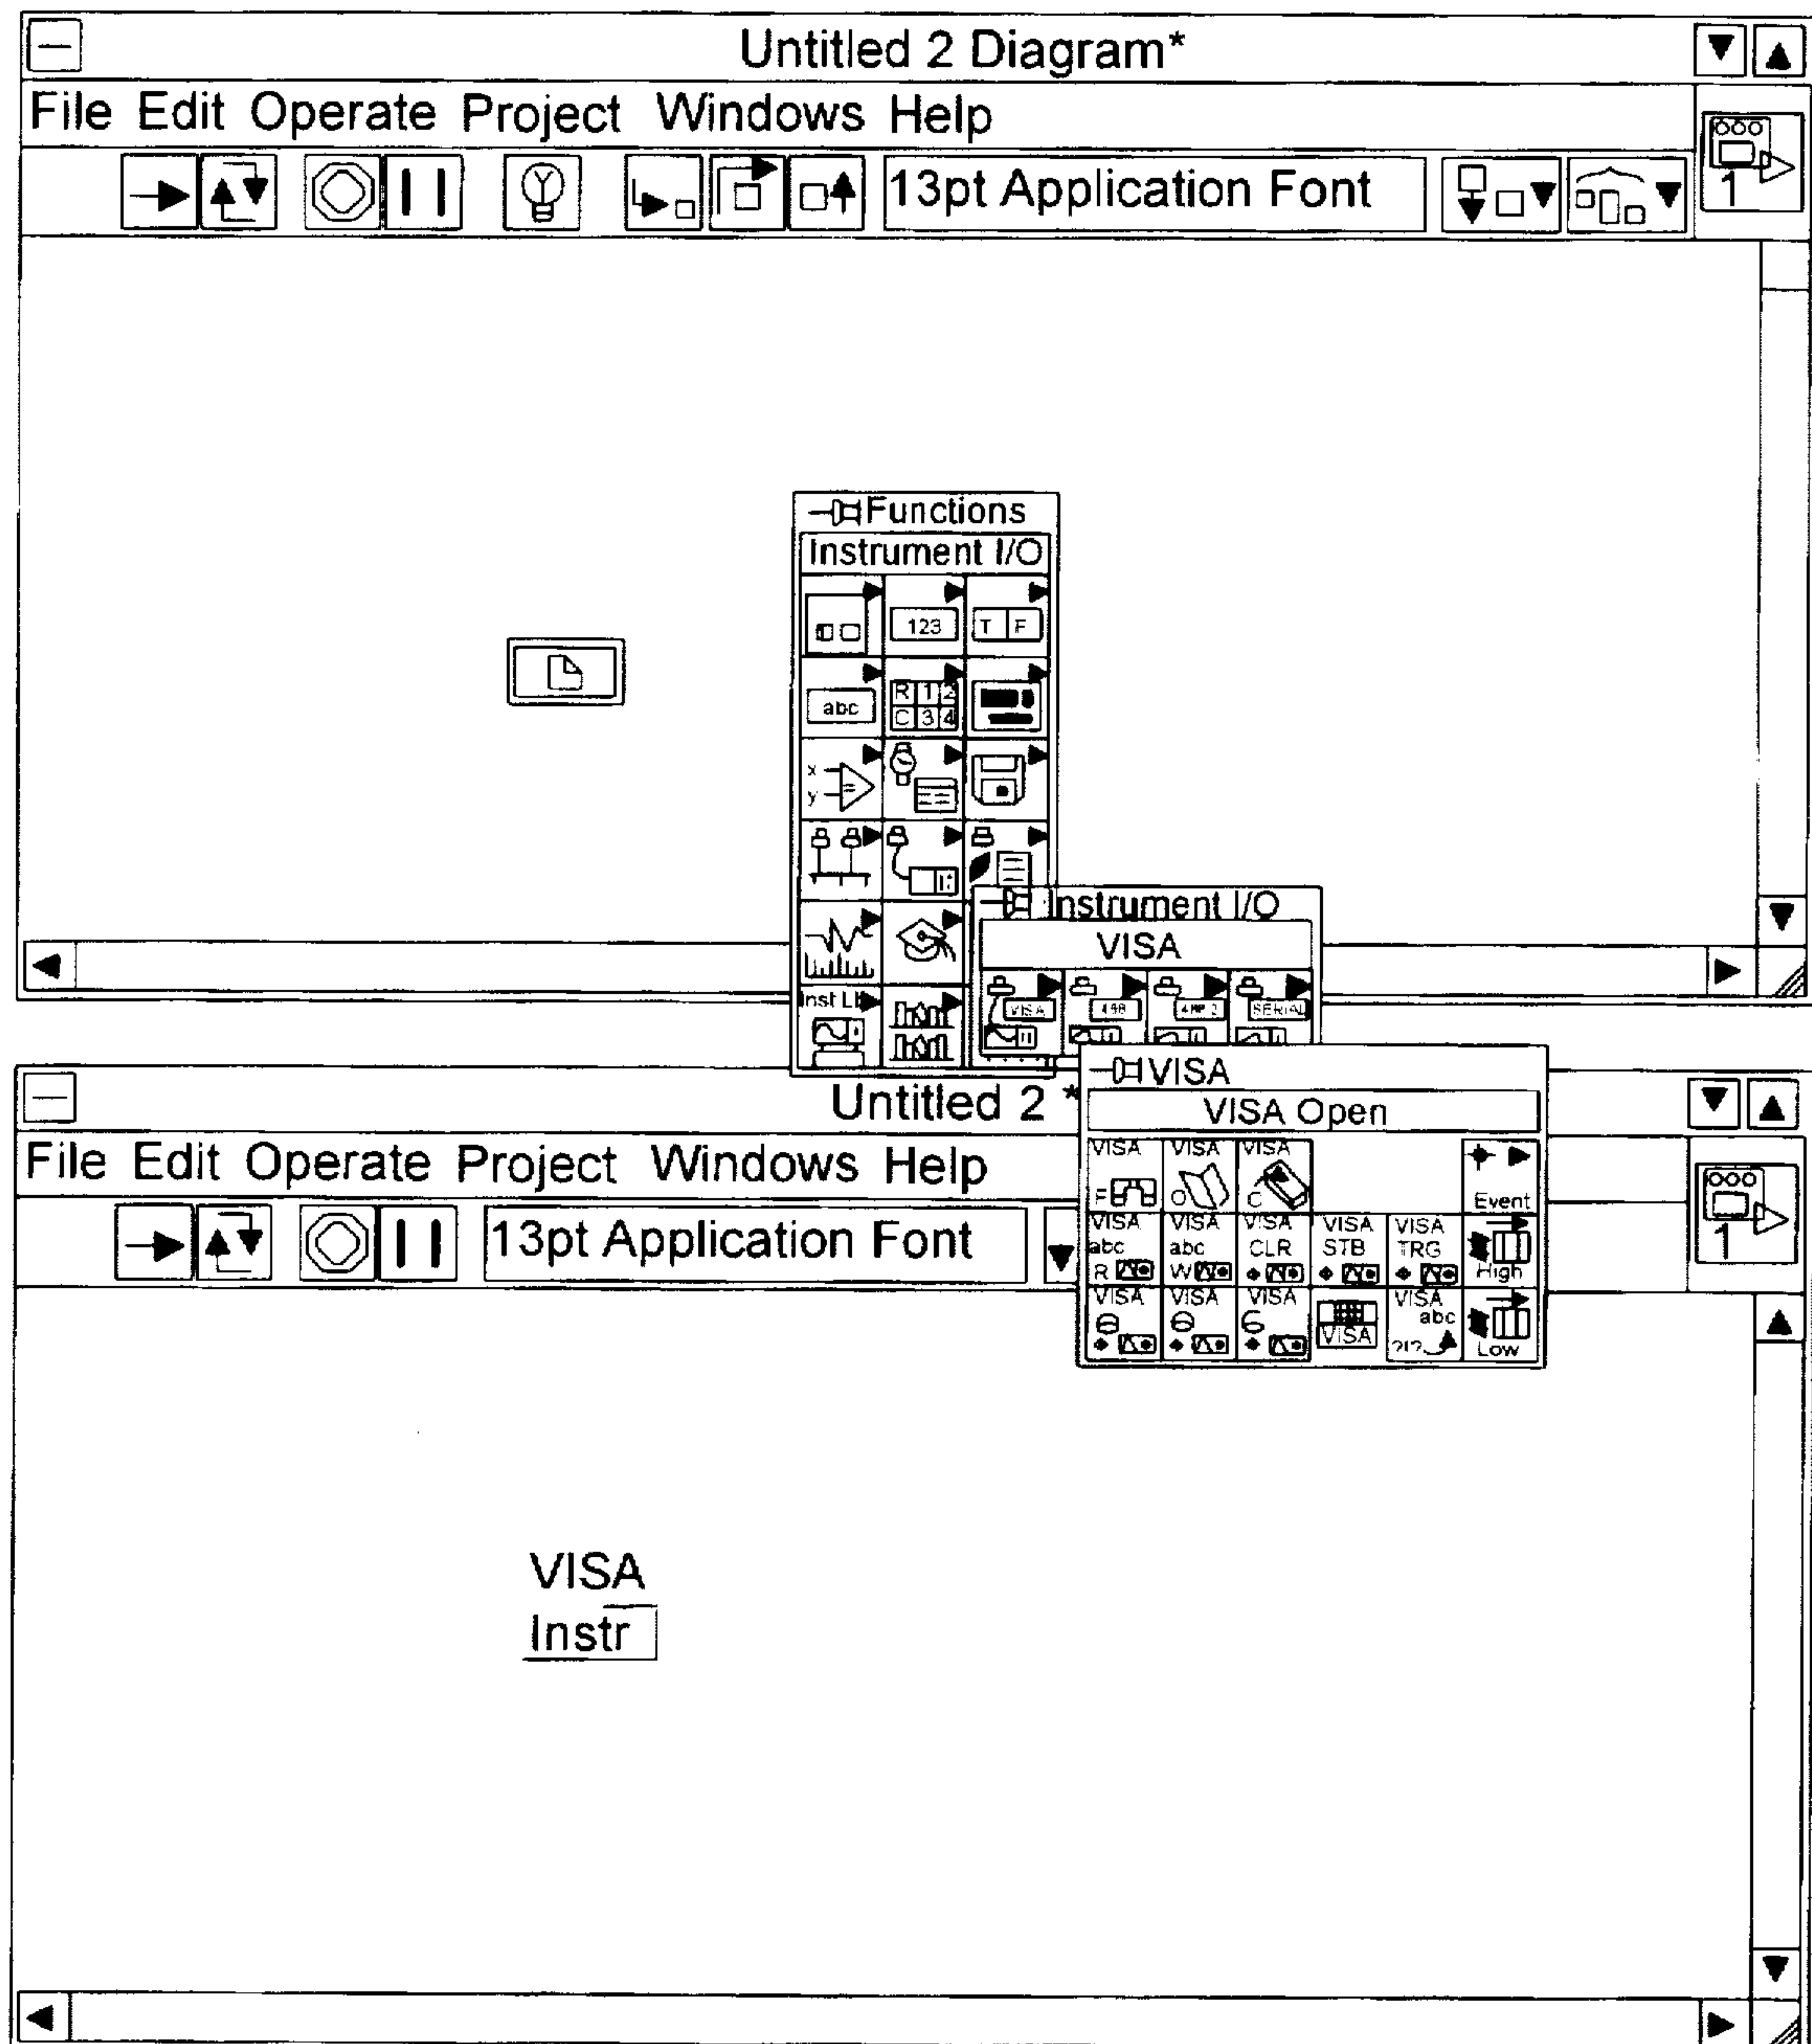 Untitled 2 Diagram*
File Edit Operate Project Windows Help
13pt Application Font
1
Functions
Instrument I/O
123
T F
abc
R 1 2
C 3 4
x
y
Instrument I/O
VISA
Inst
VISA
SERIAL
VISA
VISA Open
Untitled 2 *
File Edit Operate Project Windows Help
13pt Application Font
1
VISA VISA VISA
F O C
Event
VISA VISA VISA VISA VISA
abc abc CLR STB TRG
R W High
VISA VISA VISA VISA
abc
VISA ?!? Low
VISA
Instr